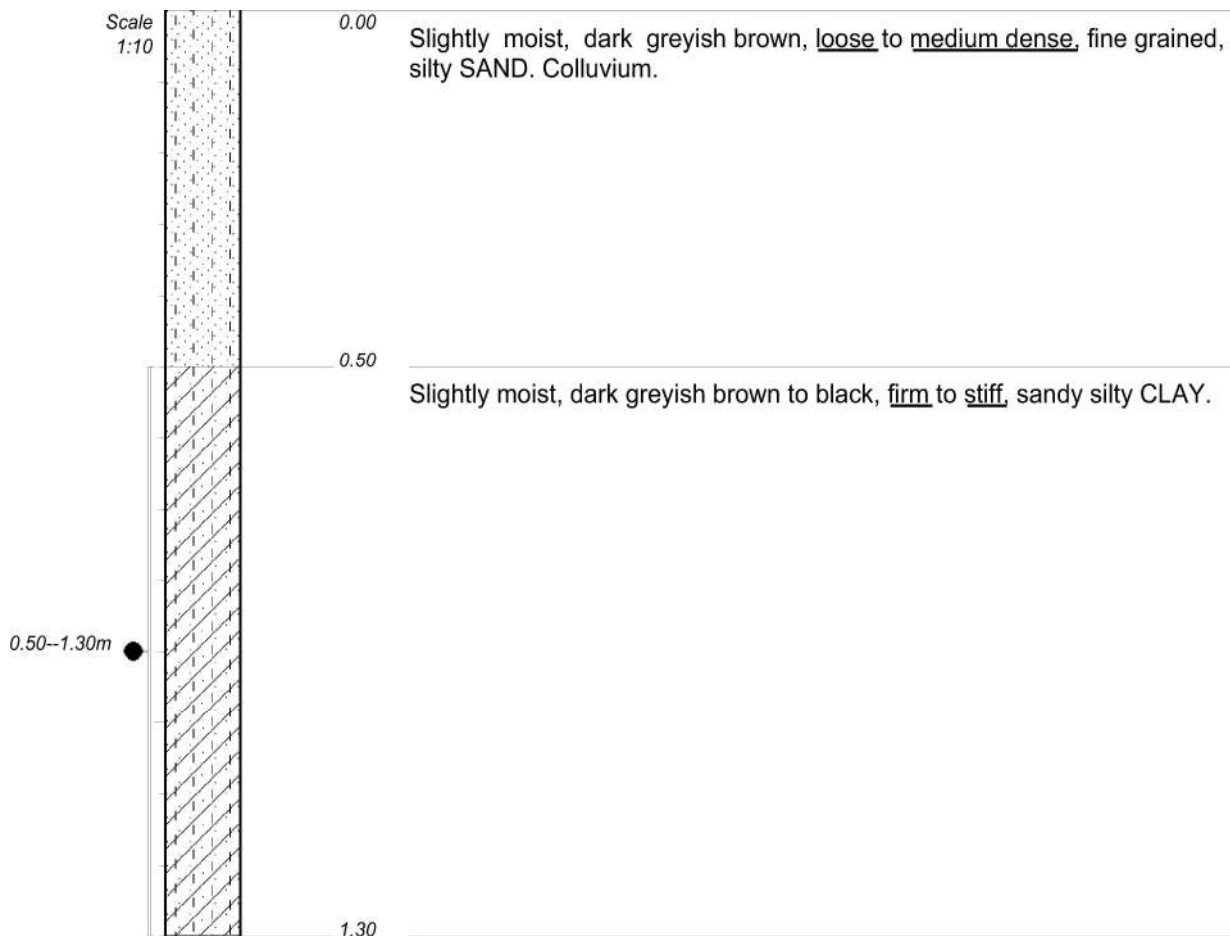 Scale
1:10
0.00
Slightly moist, dark greyish brown, loose to medium dense, fine grained,
silty SAND. Colluvium.
0.50
Slightly moist, dark greyish brown to black, firm to stiff, sandy silty CLAY.
0.50--1.30m
1.30